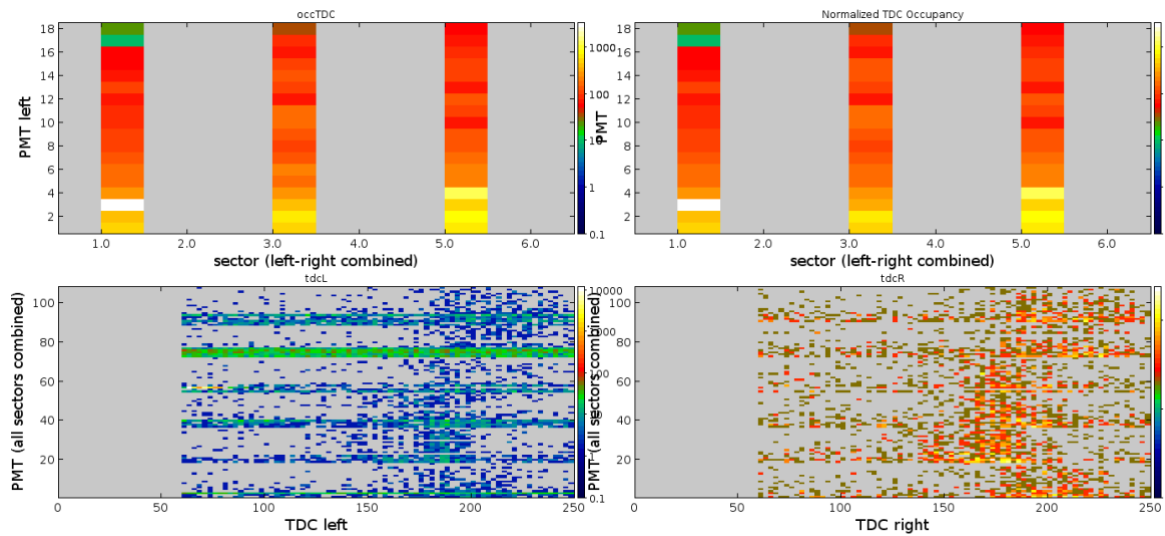 occTDC
Normalized TDC Occupancy
18
16
14
12
10
8
6
4
2
PMT left
1000
100
1
0.1
18
16
14
12
10
8
6
4
2
PMT
1.0 2.0 3.0 4.0 5.0 6.0
sector (left-right combined)
1.0 2.0 3.0 4.0 5.0 6.0
sector (left-right combined)
tdcL
tdcR
100
80
60
40
20
PMT (all sectors combined)
10000
0.1
100
80
60
40
20
PMT (all sectors combined)
0 50 100 150 200 250
TDC left
0 50 100 150 200 250
TDC right